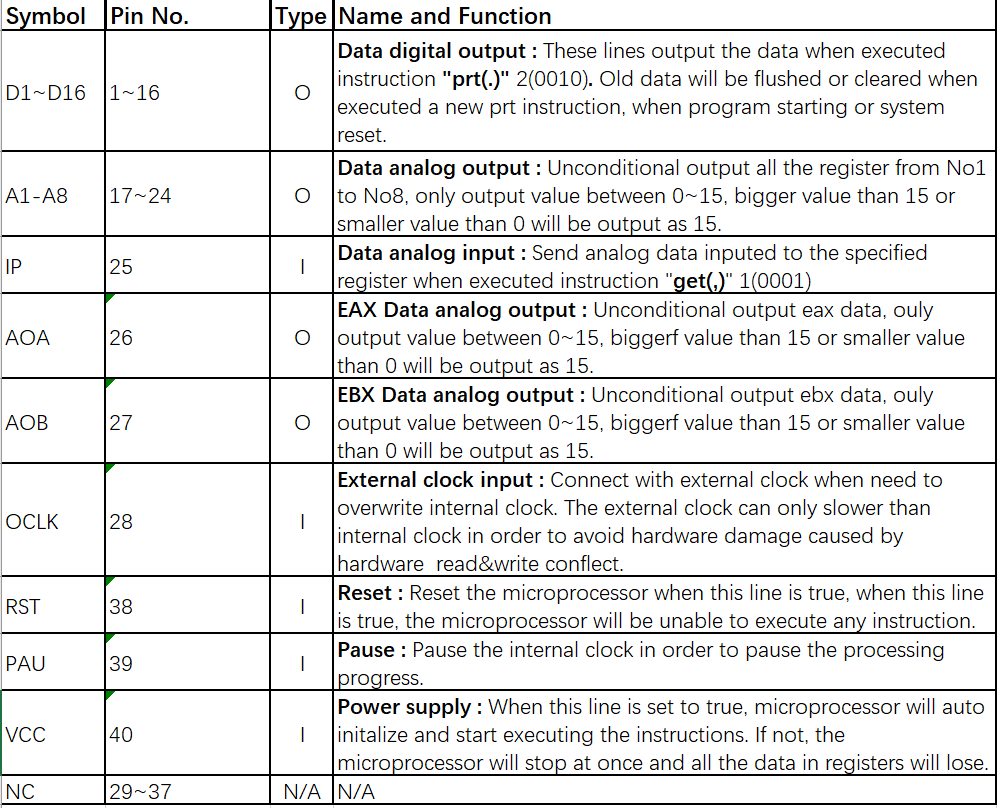 Symbol Pin No. Type Name and Function
D1~D16 1~16 O Data digital output : These lines output the data when executed
instruction "prt(.)" 2(0010). Old data will be flushed or cleared when
executed a new prt instruction, when program starting or system
reset.
A1-A8 17~24 O Data analog output : Unconditional output all the register from No1
to No8, only output value between 0~15, bigger value than 15 or
smaller value than 0 will be output as 15.
IP 25 I Data analog input : Send analog data inputed to the specified
register when executed instruction "get(,)" 1(0001)
AOA 26 O EAX Data analog output : Unconditional output eax data, ouly
output value between 0~15, biggerf value than 15 or smaller value
than 0 will be output as 15.
AOB 27 O EBX Data analog output : Unconditional output ebx data, ouly
output value between 0~15, biggerf value than 15 or smaller value
than 0 will be output as 15.
OCLK 28 I External clock input : Connect with external clock when need to
overwrite internal clock. The external clock can only slower than
internal clock in order to avoid hardware damage caused by
hardware read&write conflect.
RST 38 I Reset : Reset the microprocessor when this line is true, when this line
is true, the microprocessor will be unable to execute any instruction.
PAU 39 I Pause : Pause the internal clock in order to pause the processing
progress.
VCC 40 I Power supply : When this line is set to true, microprocessor will auto
initalize and start executing the instructions. If not, the
microprocessor will stop at once and all the data in registers will lose.
NC 29~37 N/A N/A